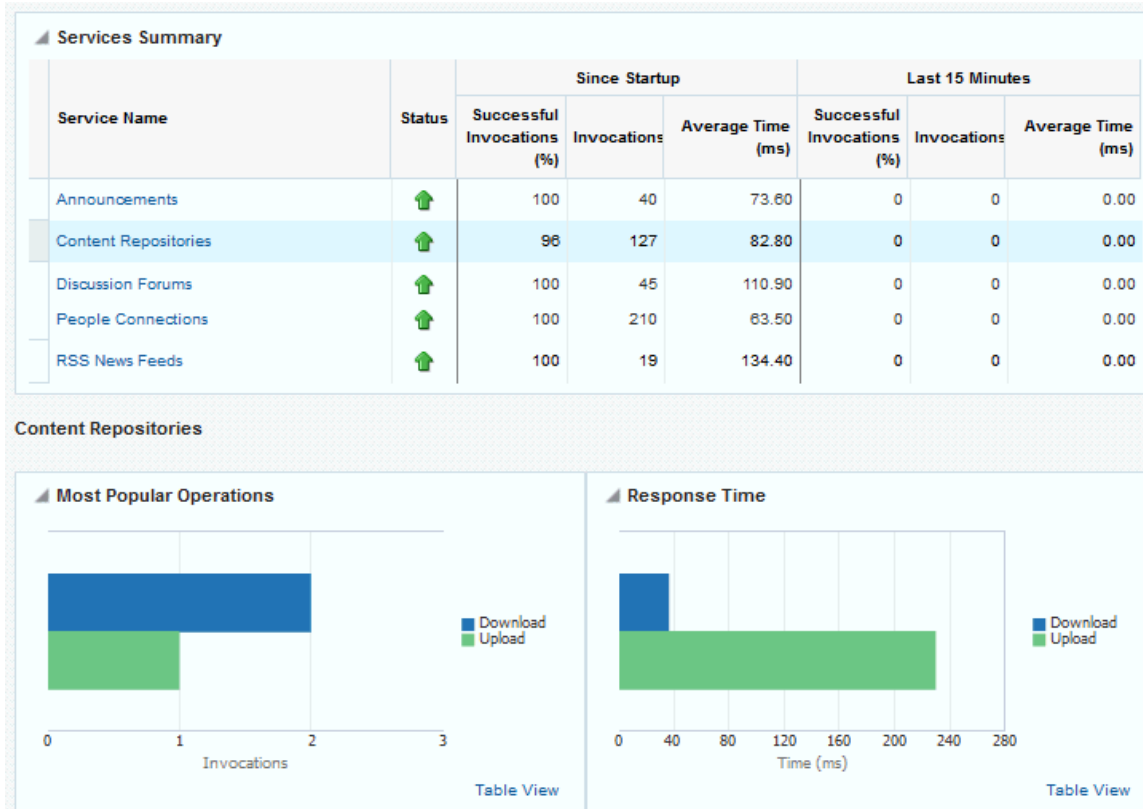 Services Summary
Since Startup Last 15 Minutes
Service Name Status Successful Invocations (%) Invocations Average Time (ms) Successful Invocations (%) Invocations Average Time (ms)
Announcements 100 40 73.60 0 0 0.00
Content Repositories 96 127 82.80 0 0 0.00
Discussion Forums 100 45 110.90 0 0 0.00
People Connections 100 210 63.50 0 0 0.00
RSS News Feeds 100 19 134.40 0 0 0.00
Content Repositories
Most Popular Operations
Download
Upload
0 1 2 3
Invocations
Table View
Response Time
Download
Upload
0 40 80 120 160 200 240 280
Time (ms)
Table View